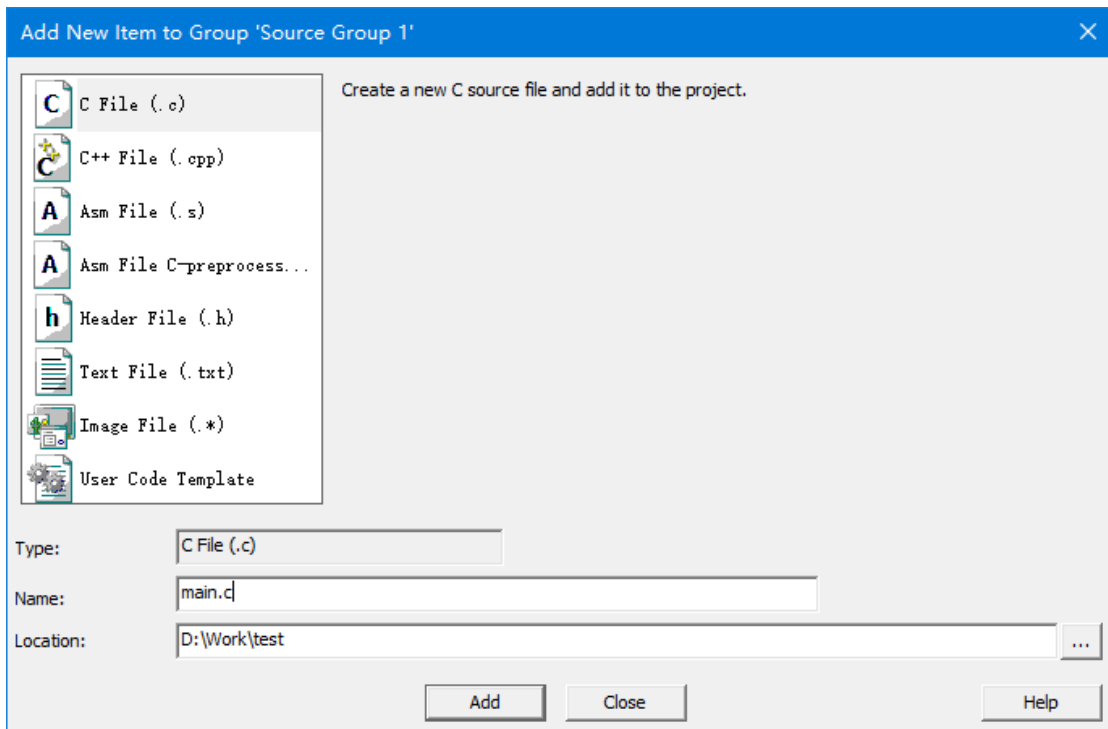 Add New Item to Group 'Source Group 1'
C File (.c)
Create a new C source file and add it to the project.
C++ File (.cpp)
Asm File (.s)
Asm File C-preprocess...
Header File (.h)
Text File (.txt)
Image File (.*)
User Code Template
Type: C File (.c)
Name: main.c
Location: D:\Work\test ...
Add Close Help